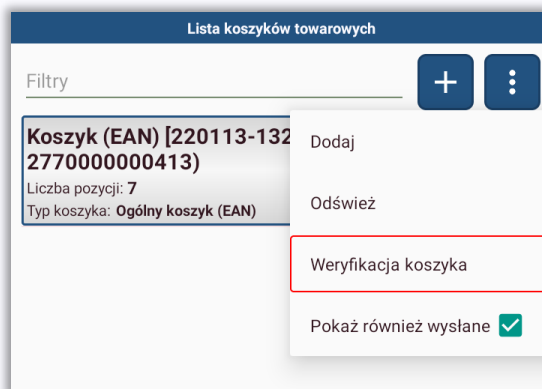 Lista koszyków towarowych
Filtry
Koszyk (EAN) [220113-132
2770000000413)
Liczba pozycji: 7
Typ koszyka: Ogólny koszyk (EAN)
Dodaj
Odśwież
Weryfikacja koszyka
Pokaż również wysłane